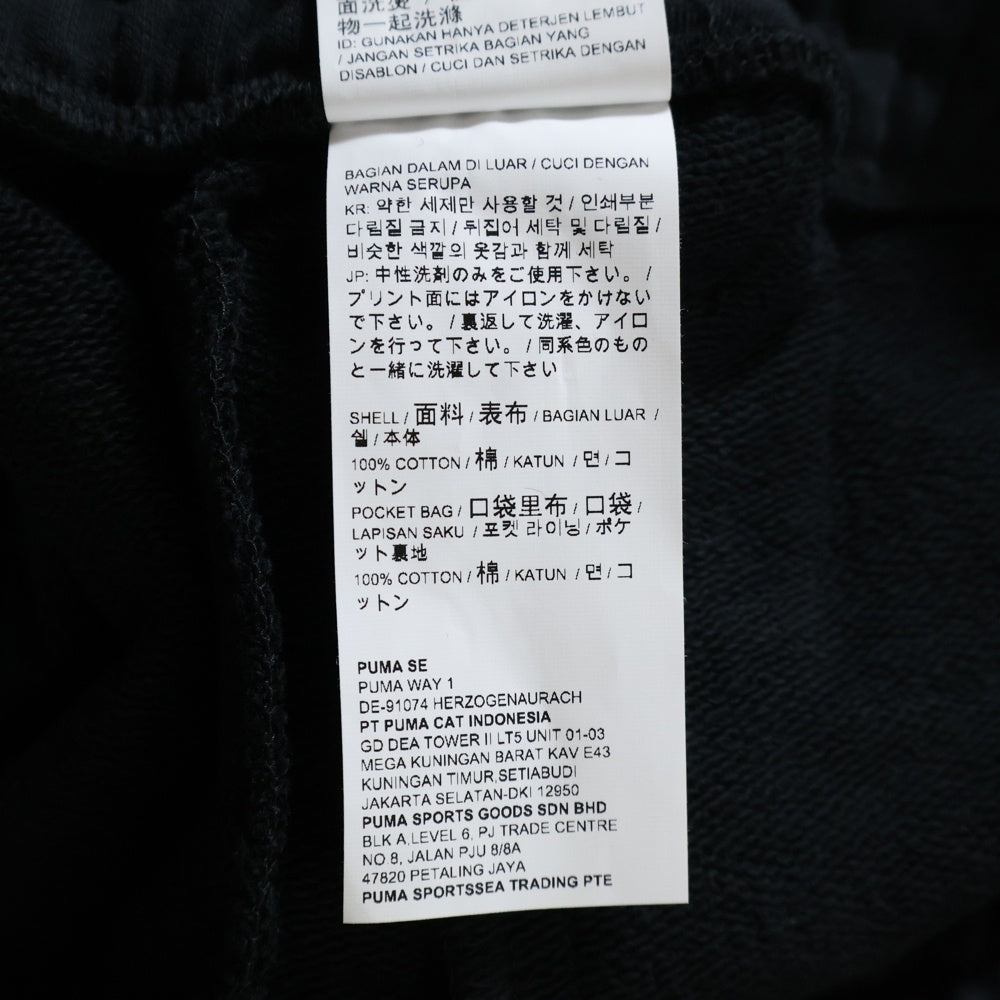 面洗烫 /
物一起洗滌
ID: GUNAKAN HANYA DETERJEN LEMBUT
/ JANGAN SETRIKA BAGIAN YANG
DISABLON / CUCI DAN SETRIKA DENGAN
BAGIAN DALAM DI LUAR / CUCI DENGAN
WARNA SERUPA
KR: 약한 세제만 사용할 것 / 인쇄부분
다림질 금지 / 뒤집어 세탁 및 다림질 /
비슷한 색깔의 옷감과 함께 세탁
JP: 中性洗剤のみをご使用下さい。 /
プリント面にはアイロンをかけない
で下さい。 / 裏返して洗濯、アイロ
ンを行って下さい。 / 同系色のもの
と一緒に洗濯して下さい
SHELL / 面料 / 表布 / BAGIAN LUAR /
쉘 / 本体
100% COTTON / 棉 / KATUN / 면 / コ
ットン
POCKET BAG / 口袋里布 / 口袋 /
LAPISAN SAKU / 포켓 라이닝 / ポケ
ット裏地
100% COTTON / 棉 / KATUN / 면 / コ
ットン
PUMA SE
PUMA WAY 1
DE-91074 HERZOGENAURACH
PT PUMA CAT INDONESIA
GD DEA TOWER II LT5 UNIT 01-03
MEGA KUNINGAN BARAT KAV E43
KUNINGAN TIMUR,SETIABUDI
JAKARTA SELATAN-DKI 12950
PUMA SPORTS GOODS SDN BHD
BLK A,LEVEL 6, PJ TRADE CENTRE
NO.8, JALAN PJU 8/8A
47820 PETALING JAYA
PUMA SPORTSSEA TRADING PTE